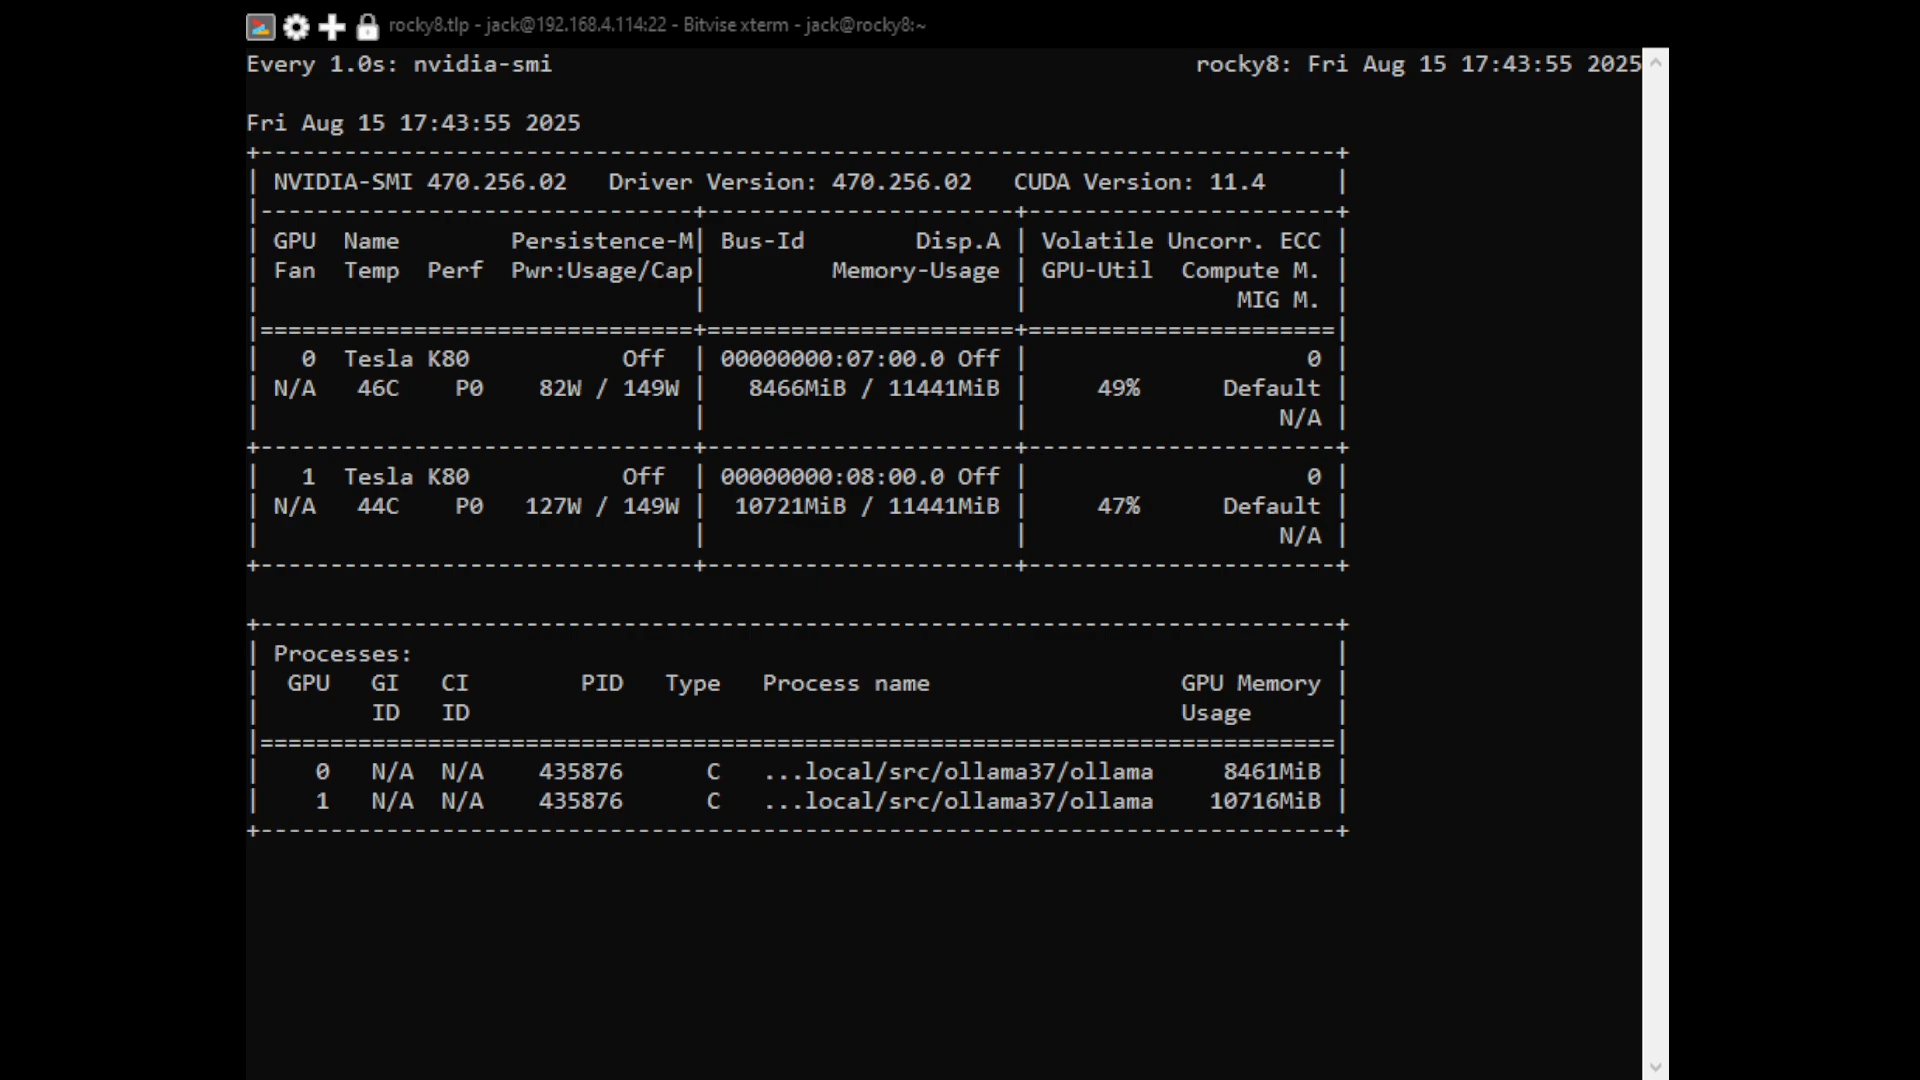 rocky8.tlp - jack@192.168.4.114:22 - Bitvise xterm - jack@rocky8:~
Every 1.0s: nvidia-smi                                              rocky8: Fri Aug 15 17:43:55 2025

Fri Aug 15 17:43:55 2025
+-----------------------------------------------------------------------------+
| NVIDIA-SMI 470.256.02   Driver Version: 470.256.02   CUDA Version: 11.4     |
|-------------------------------+----------------------+----------------------+
| GPU  Name        Persistence-M| Bus-Id        Disp.A | Volatile Uncorr. ECC |
| Fan  Temp  Perf  Pwr:Usage/Cap|         Memory-Usage | GPU-Util  Compute M. |
|                               |                      |               MIG M. |
|===============================+======================+======================|
|   0  Tesla K80           Off  | 00000000:07:00.0 Off |                    0 |
| N/A   46C    P0    82W / 149W |   8466MiB / 11441MiB |     49%      Default |
|                               |                      |                  N/A |
+-------------------------------+----------------------+----------------------+
|   1  Tesla K80           Off  | 00000000:08:00.0 Off |                    0 |
| N/A   44C    P0   127W / 149W |  10721MiB / 11441MiB |     47%      Default |
|                               |                      |                  N/A |
+-------------------------------+----------------------+----------------------+

+-----------------------------------------------------------------------------+
| Processes:                                                                  |
|  GPU   GI   CI        PID   Type   Process name                  GPU Memory |
|        ID   ID                                                   Usage      |
|=============================================================================|
|    0   N/A  N/A    435876      C   ...local/src/ollama37/ollama     8461MiB |
|    1   N/A  N/A    435876      C   ...local/src/ollama37/ollama    10716MiB |
+-----------------------------------------------------------------------------+